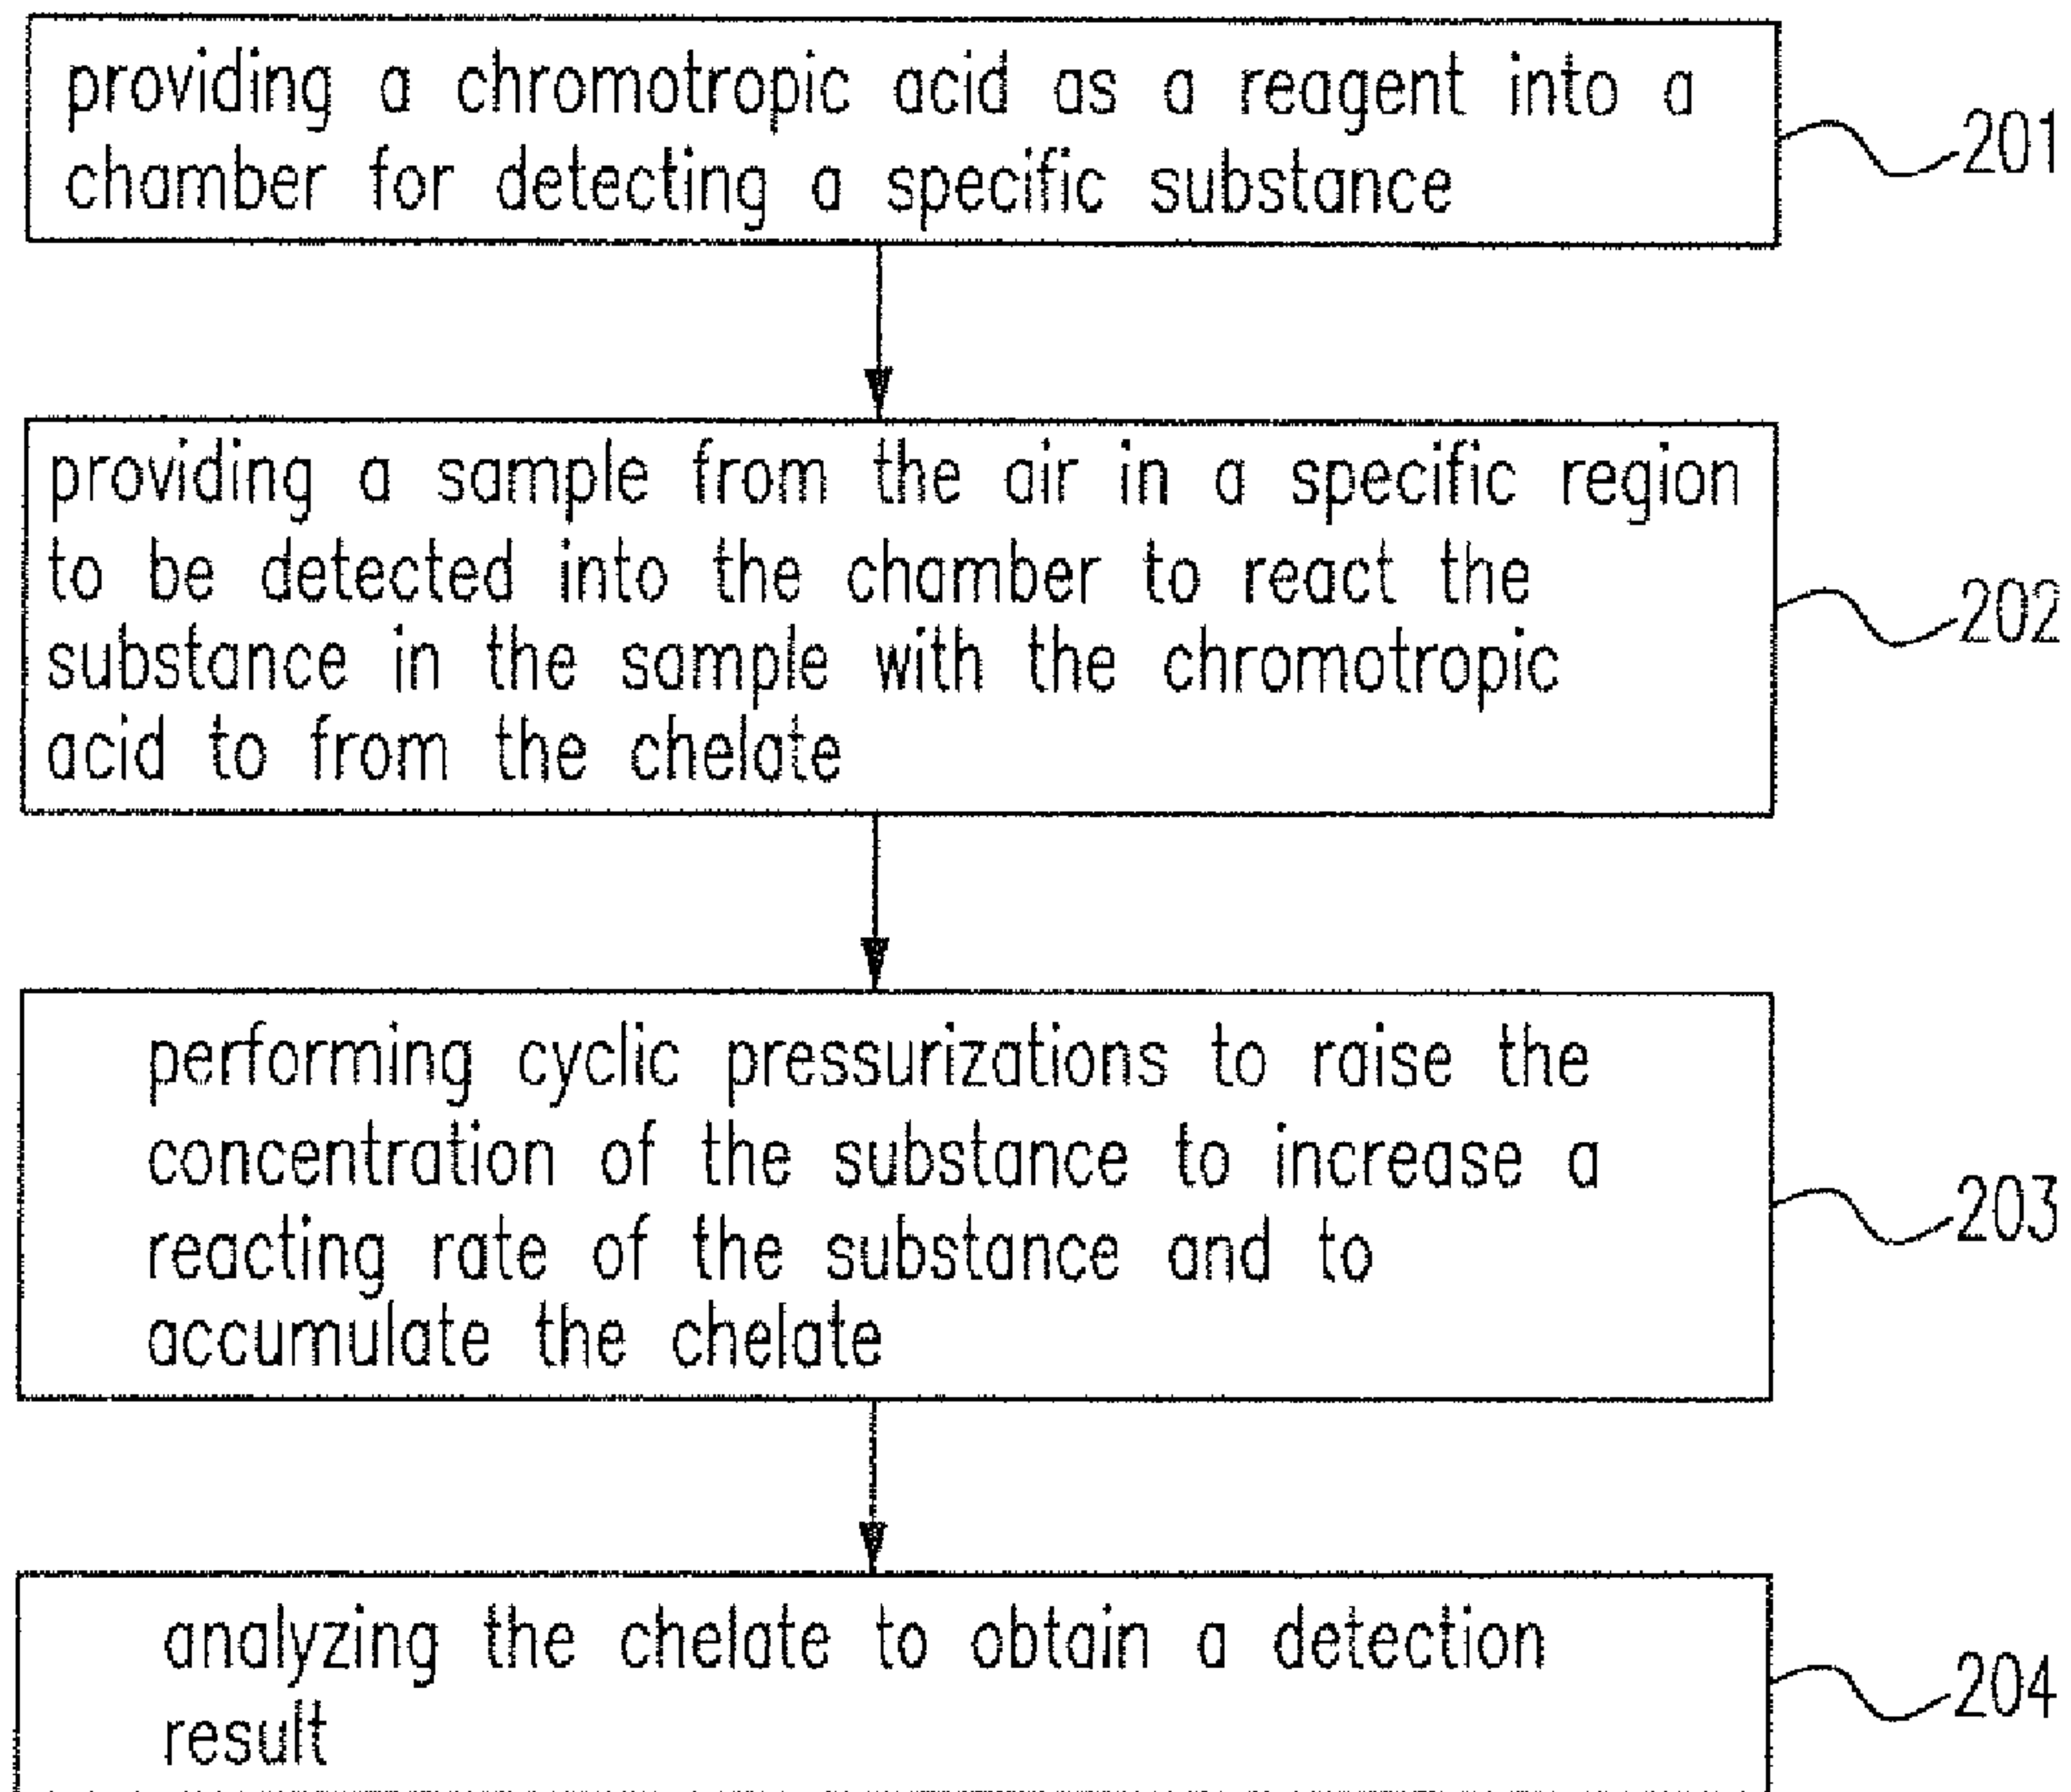 providing a chromotropic acid as a reagent into a
chamber for detecting a specific substance
201
providing a sample from the air in a specific region
to be detected into the chamber to react the
substance in the sample with the chromotropic
acid to from the chelate
202
performing cyclic pressurizations to raise the
concentration of the substance to increase a
reacting rate of the substance and to
accumulate the chelate
203
analyzing the chelate to obtain a detection
result
204